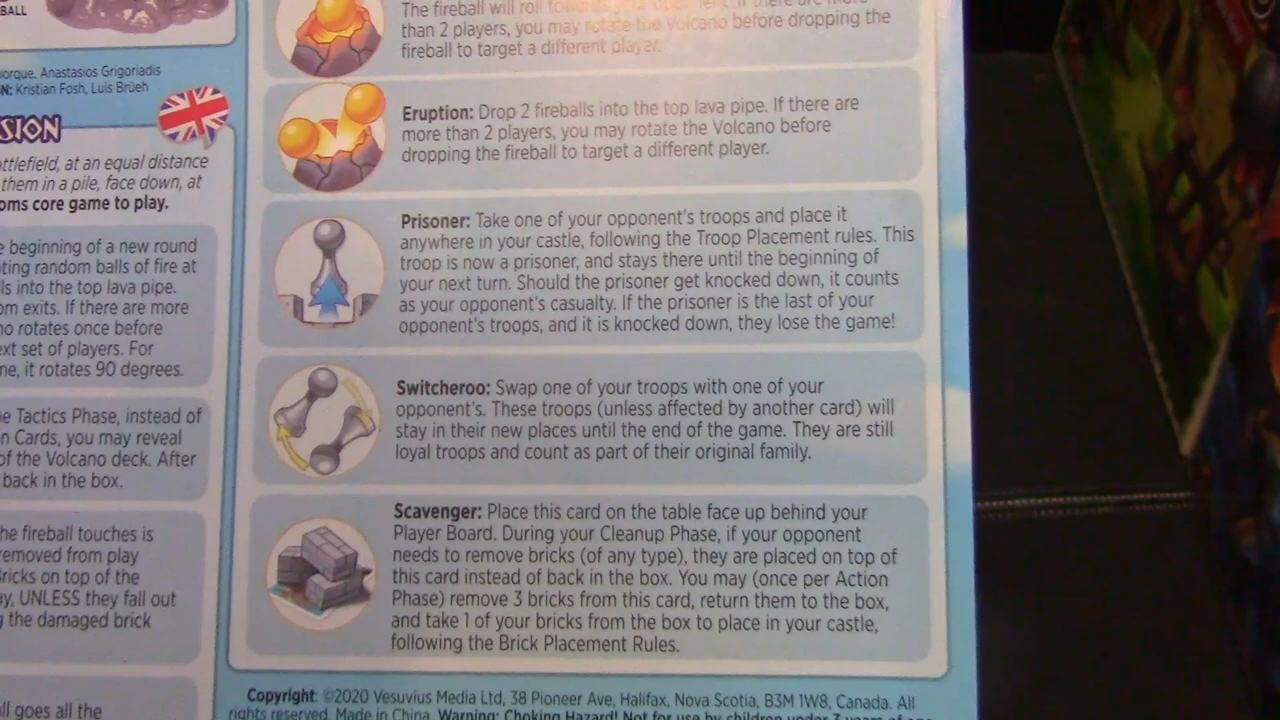 BALL
orque, Anastasios Grigoriadis
N: Kristian Fosh, Luis Brüeh
SION
ttlefield, at an equal distance
them in a pile, face down, at
oms core game to play.
e beginning of a new round
ting random balls of fire at
ls into the top lava pipe.
om exits. If there are more
no rotates once before
ext set of players. For
me, it rotates 90 degrees.
e Tactics Phase, instead of
n Cards, you may reveal
of the Volcano deck. After
back in the box.
he fireball touches is
removed from play
ricks on top of the
ay, UNLESS they fall out
g the damaged brick
ll goes all the
The fireball will roll towards your opponent. If there are more
than 2 players, you may rotate the Volcano before dropping the
fireball to target a different player.
Eruption: Drop 2 fireballs into the top lava pipe. If there are
more than 2 players, you may rotate the Volcano before
dropping the fireball to target a different player.
Prisoner: Take one of your opponent's troops and place it
anywhere in your castle, following the Troop Placement rules. This
troop is now a prisoner, and stays there until the beginning of
your next turn. Should the prisoner get knocked down, it counts
as your opponent's casualty. If the prisoner is the last of your
opponent's troops, and it is knocked down, they lose the game!
Switcheroo: Swap one of your troops with one of your
opponent's. These troops (unless affected by another card) will
stay in their new places until the end of the game. They are still
loyal troops and count as part of their original family.
Scavenger: Place this card on the table face up behind your
Player Board. During your Cleanup Phase, if your opponent
needs to remove bricks (of any type), they are placed on top of
this card instead of back in the box. You may (once per Action
Phase) remove 3 bricks from this card, return them to the box,
and take 1 of your bricks from the box to place in your castle,
following the Brick Placement Rules.
Copyright: ©2020 Vesuvius Media Ltd, 38 Pioneer Ave, Halifax, Nova Scotia, B3M 1W8, Canada. All
rights reserved. Made in China. Warning: Choking Hazard! Not for use by children under 3 years of age